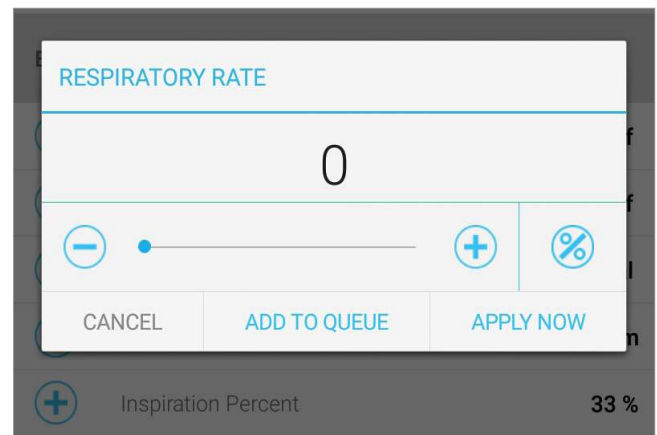 RESPIRATORY RATE
0
%
CANCEL ADD TO QUEUE APPLY NOW
Inspiration Percent 33 %